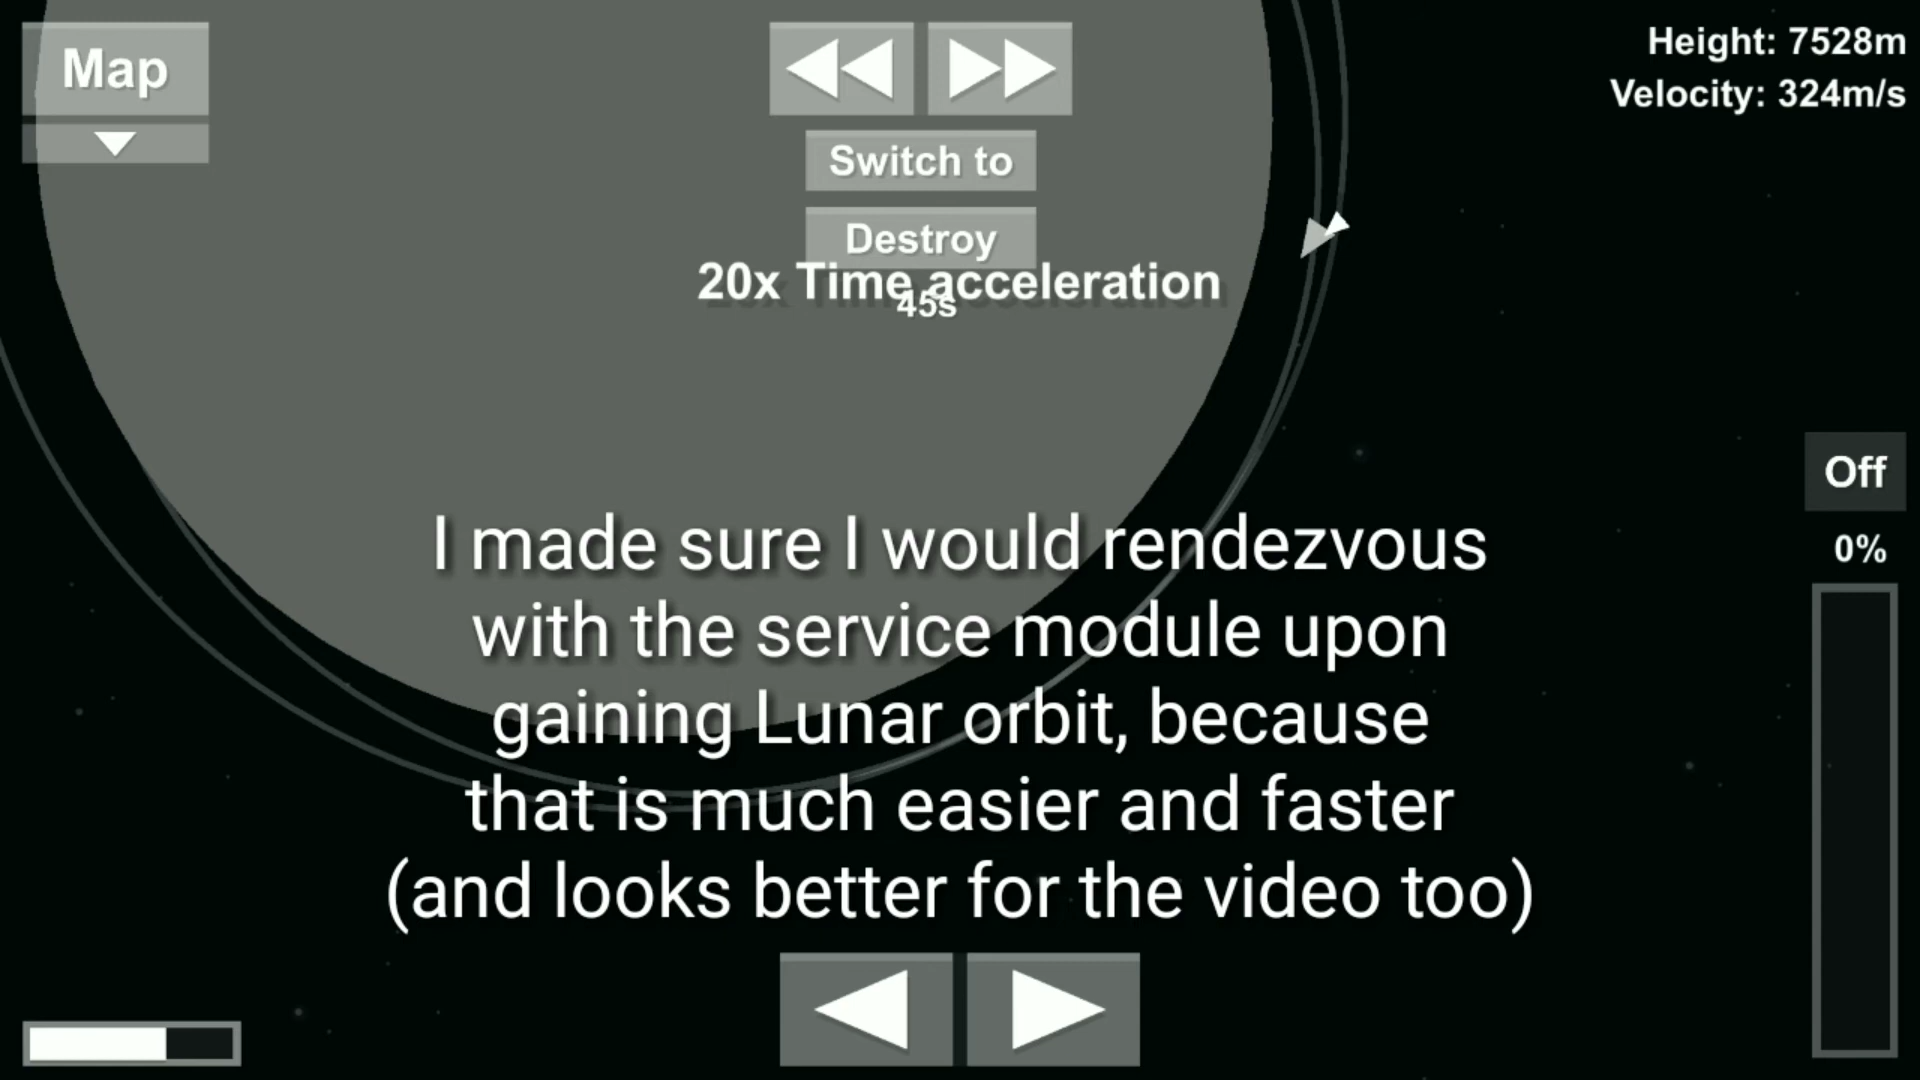 Map
Height: 7528m
Velocity: 324m/s
Switch to
Destroy
20x Time acceleration
45s
Off
0%
I made sure I would rendezvous
with the service module upon
gaining Lunar orbit, because
that is much easier and faster
(and looks better for the video too)